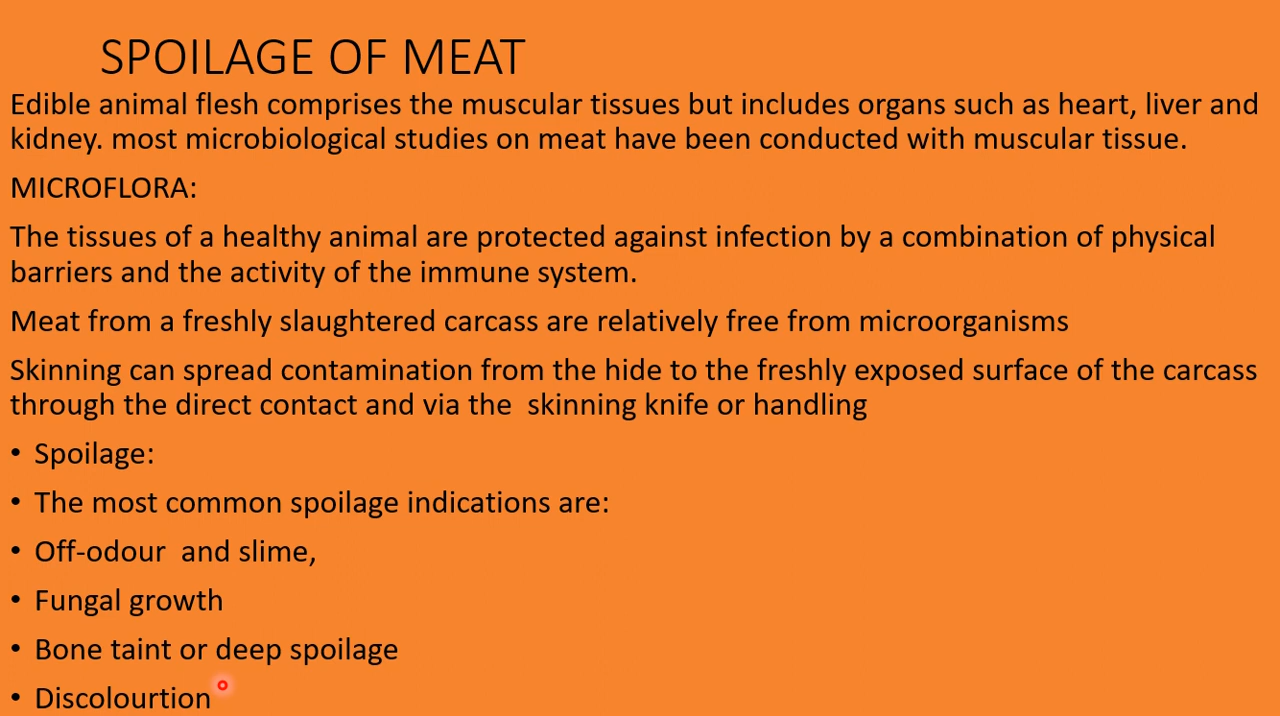 SPOILAGE OF MEAT
Edible animal flesh comprises the muscular tissues but includes organs such as heart, liver and
kidney. most microbiological studies on meat have been conducted with muscular tissue.
MICROFLORA:
The tissues of a healthy animal are protected against infection by a combination of physical
barriers and the activity of the immune system.
Meat from a freshly slaughtered carcass are relatively free from microorganisms
Skinning can spread contamination from the hide to the freshly exposed surface of the carcass
through the direct contact and via the  skinning knife or handling
• Spoilage:
• The most common spoilage indications are:
• Off-odour  and slime,
• Fungal growth
• Bone taint or deep spoilage
• Discolourtion